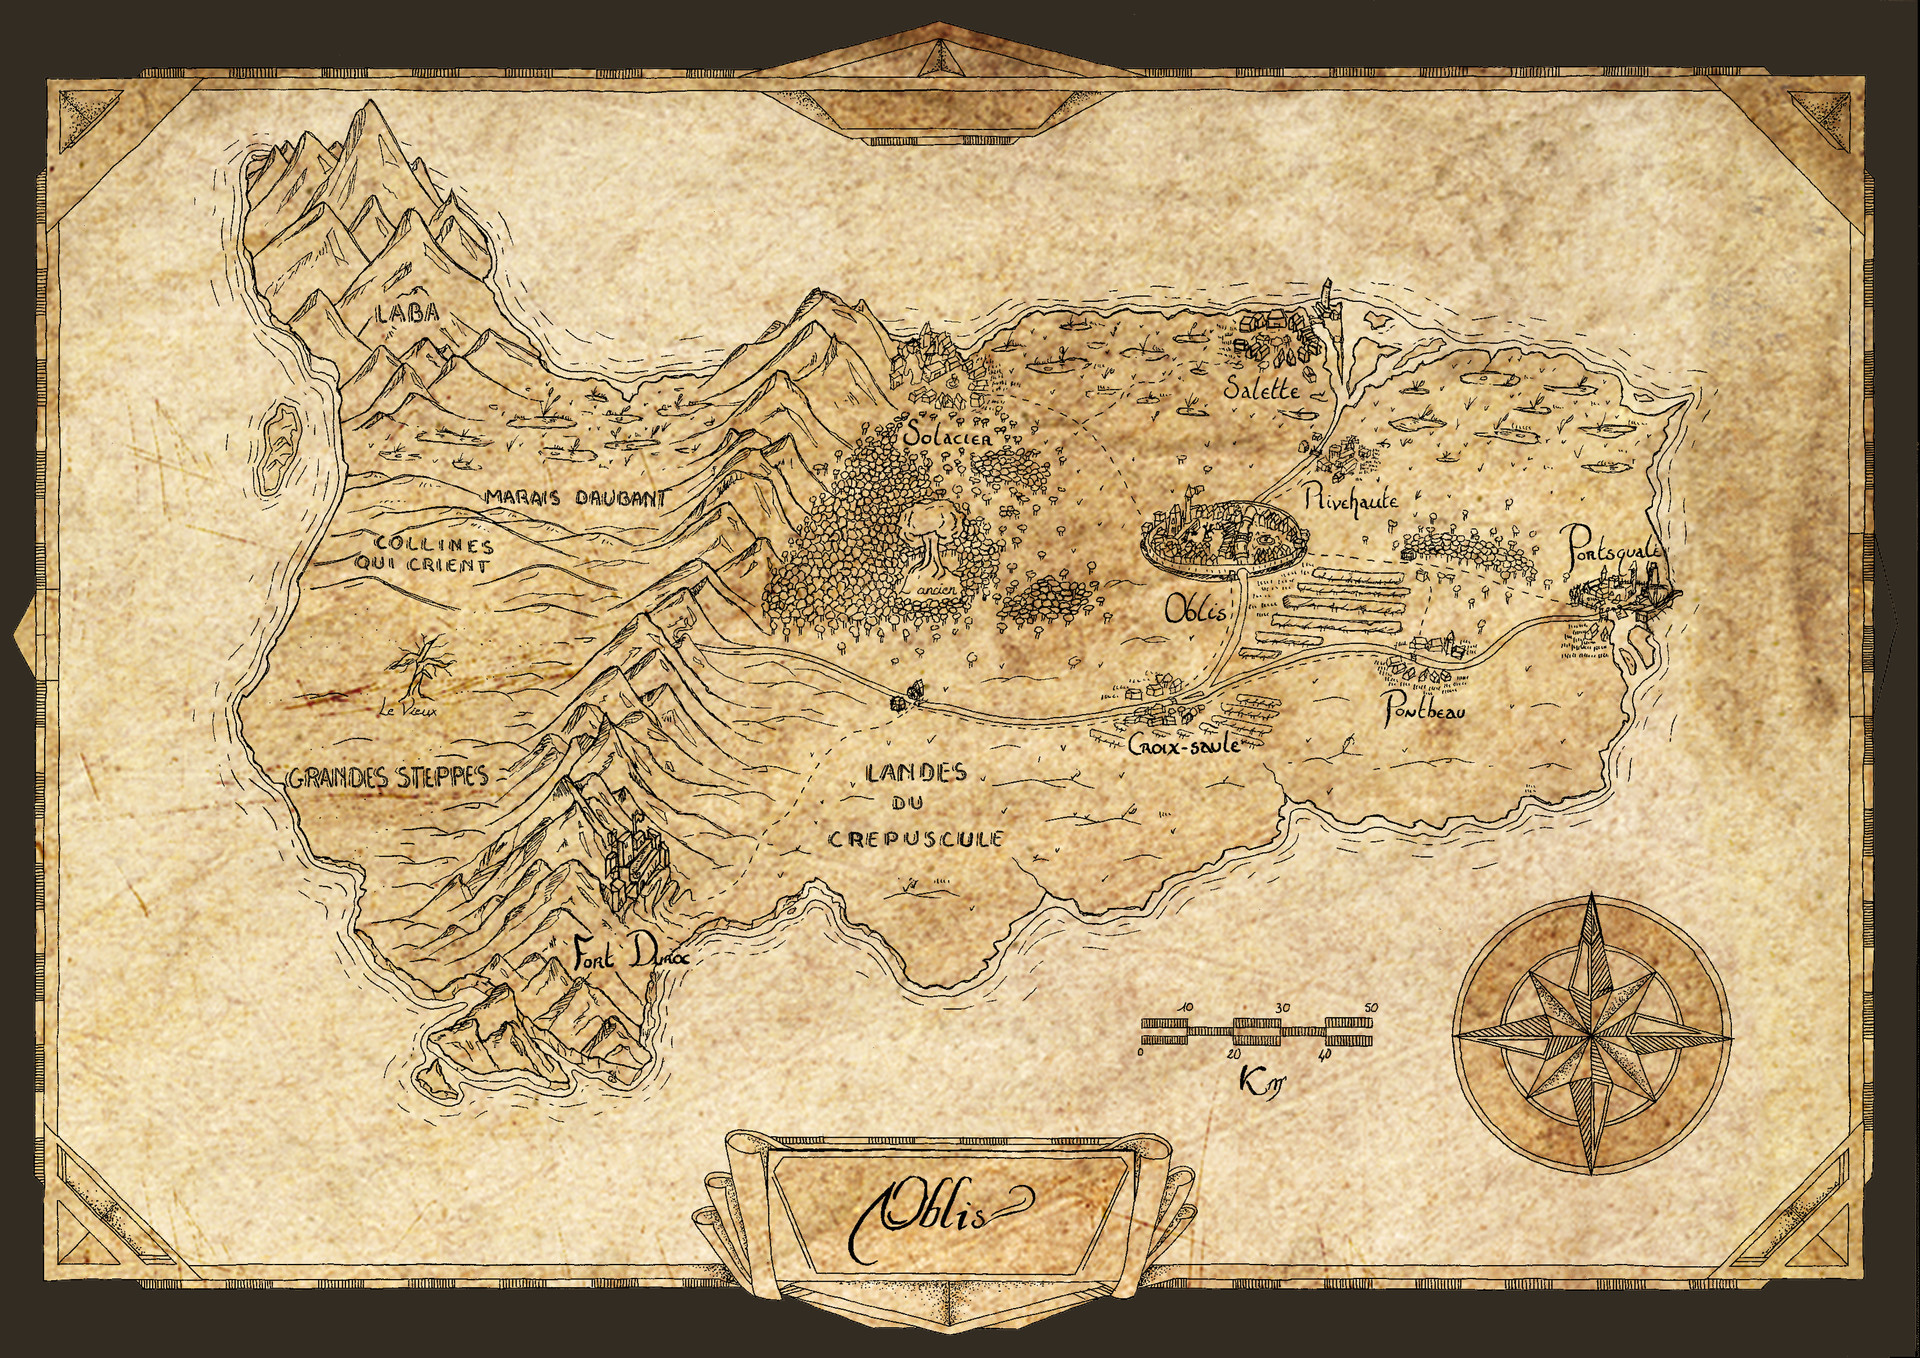 LABA
Salette
Solacier
MARAIS DAUBANT
Rivehaute
COLLINES
QUI CRIENT
Portsquale
L'ancien
Oblis
Le Vieux
Pontbeau
Croix-saule
GRANDES STEPPES
LANDES
DU
CREPUSCULE
Fort Duroc
10 30 50
0 20 40
Km
Oblis